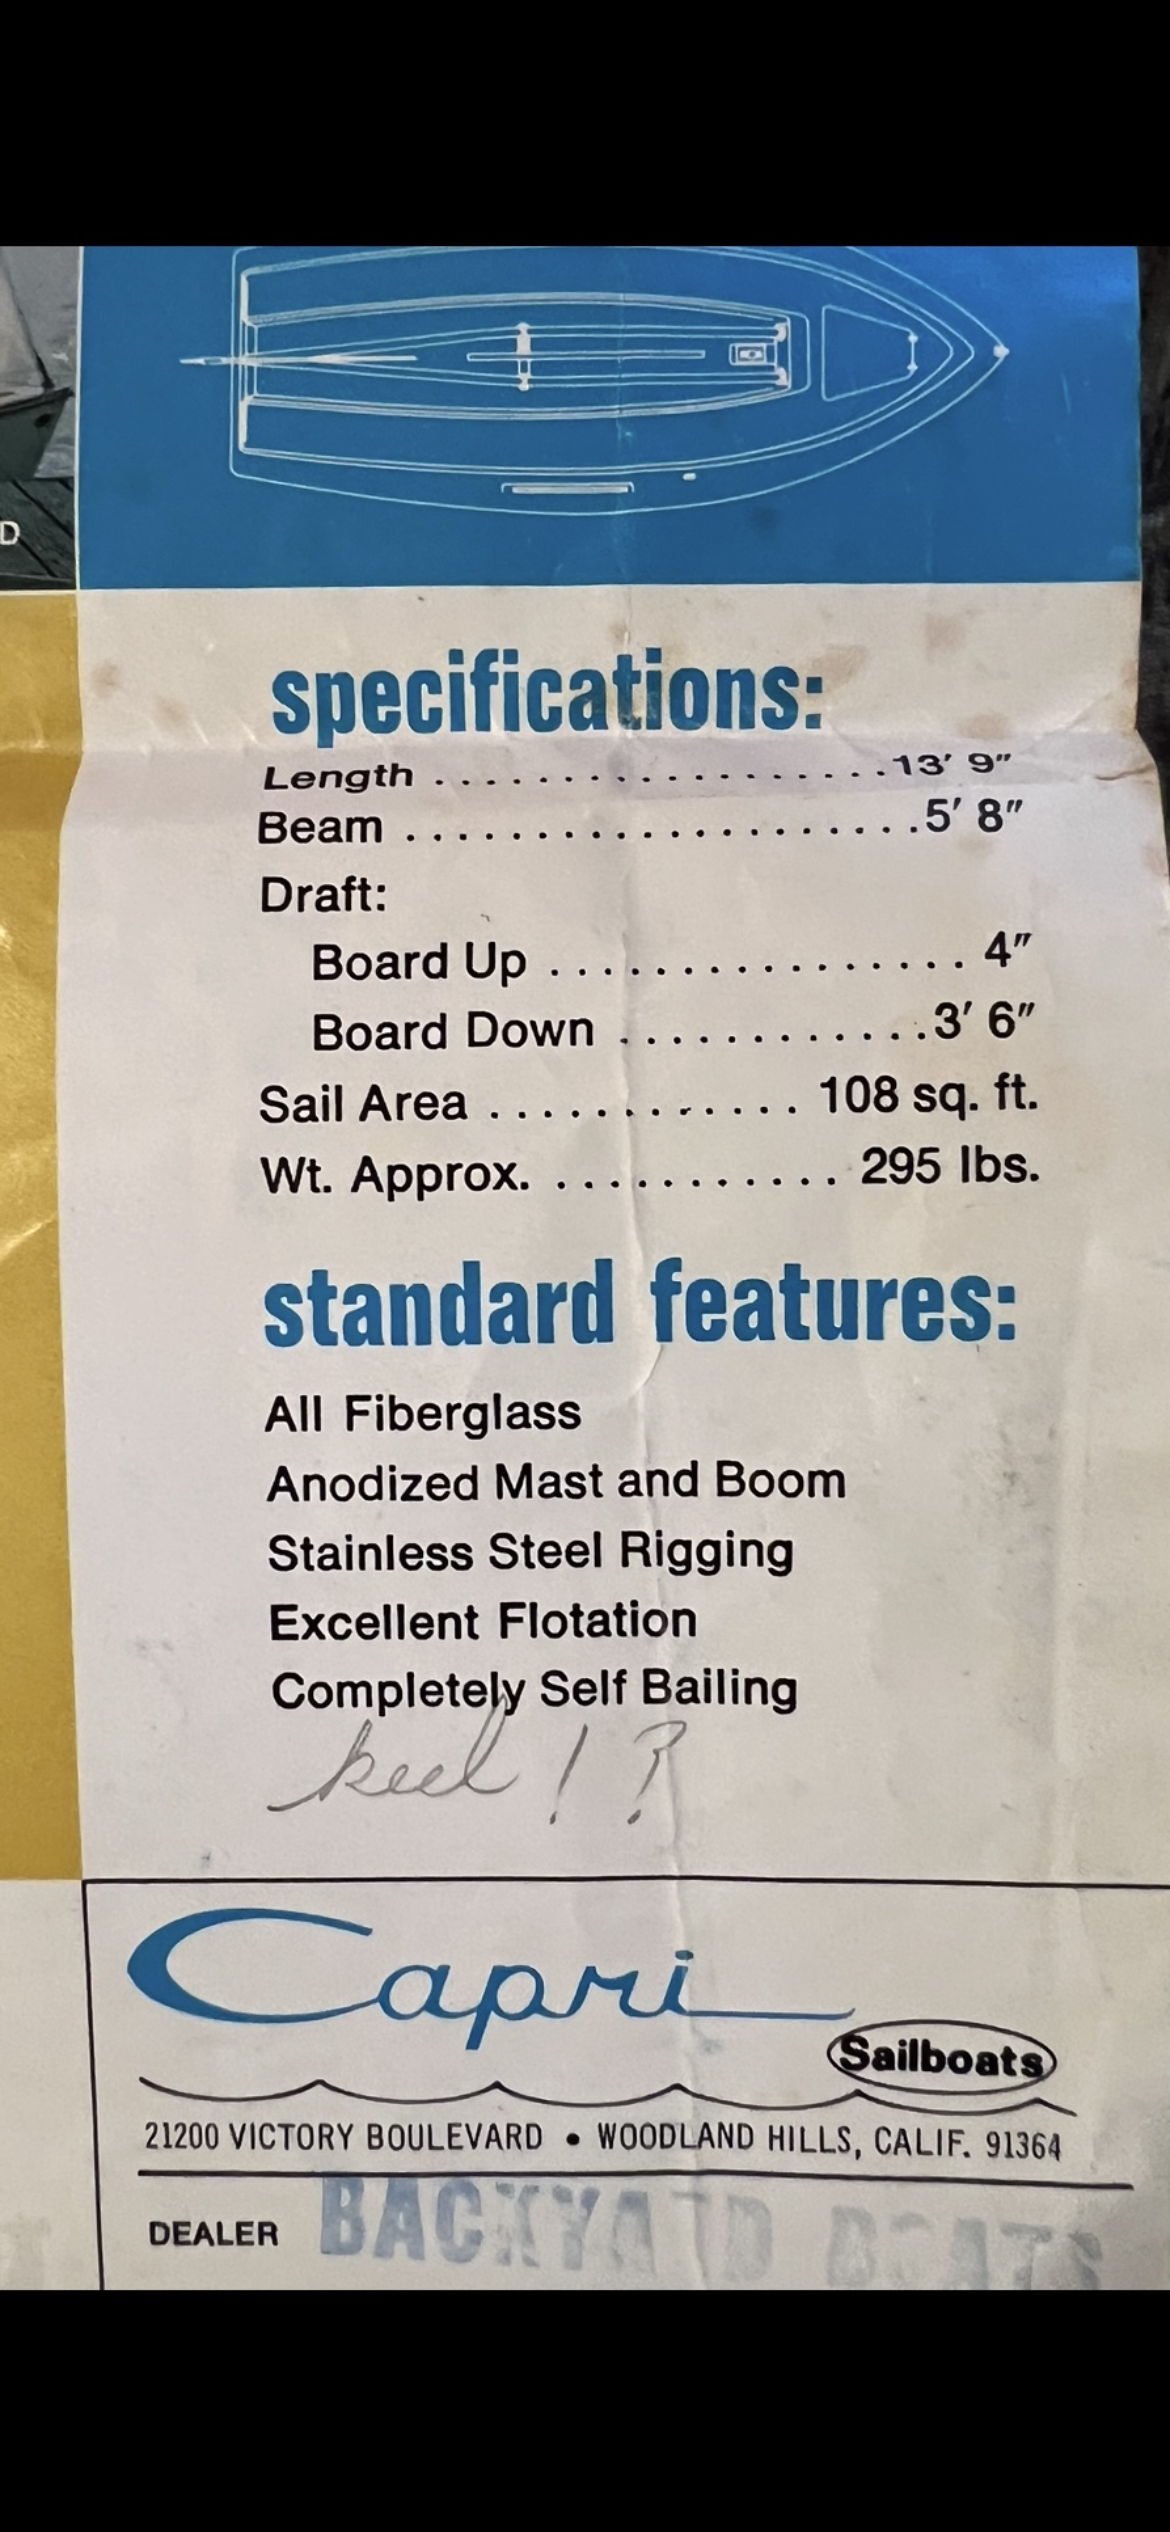 D
specifications:
Length . . . . . . . . . . . . . . . . . . 13′ 9″
Beam . . . . . . . . . . . . . . . . . . . . 5′ 8″
Draft:
Board Up . . . . . . . . . . . . . . . . 4″
Board Down . . . . . . . . . . . . 3′ 6″
Sail Area . . . . . . . . . . . . 108 sq. ft.
Wt. Approx. . . . . . . . . . . . 295 lbs.
standard features:
All Fiberglass
Anodized Mast and Boom
Stainless Steel Rigging
Excellent Flotation
Completely Self Bailing
keel!?
Capri
Sailboats
21200 VICTORY BOULEVARD • WOODLAND HILLS, CALIF. 91364
DEALER BACKYARD